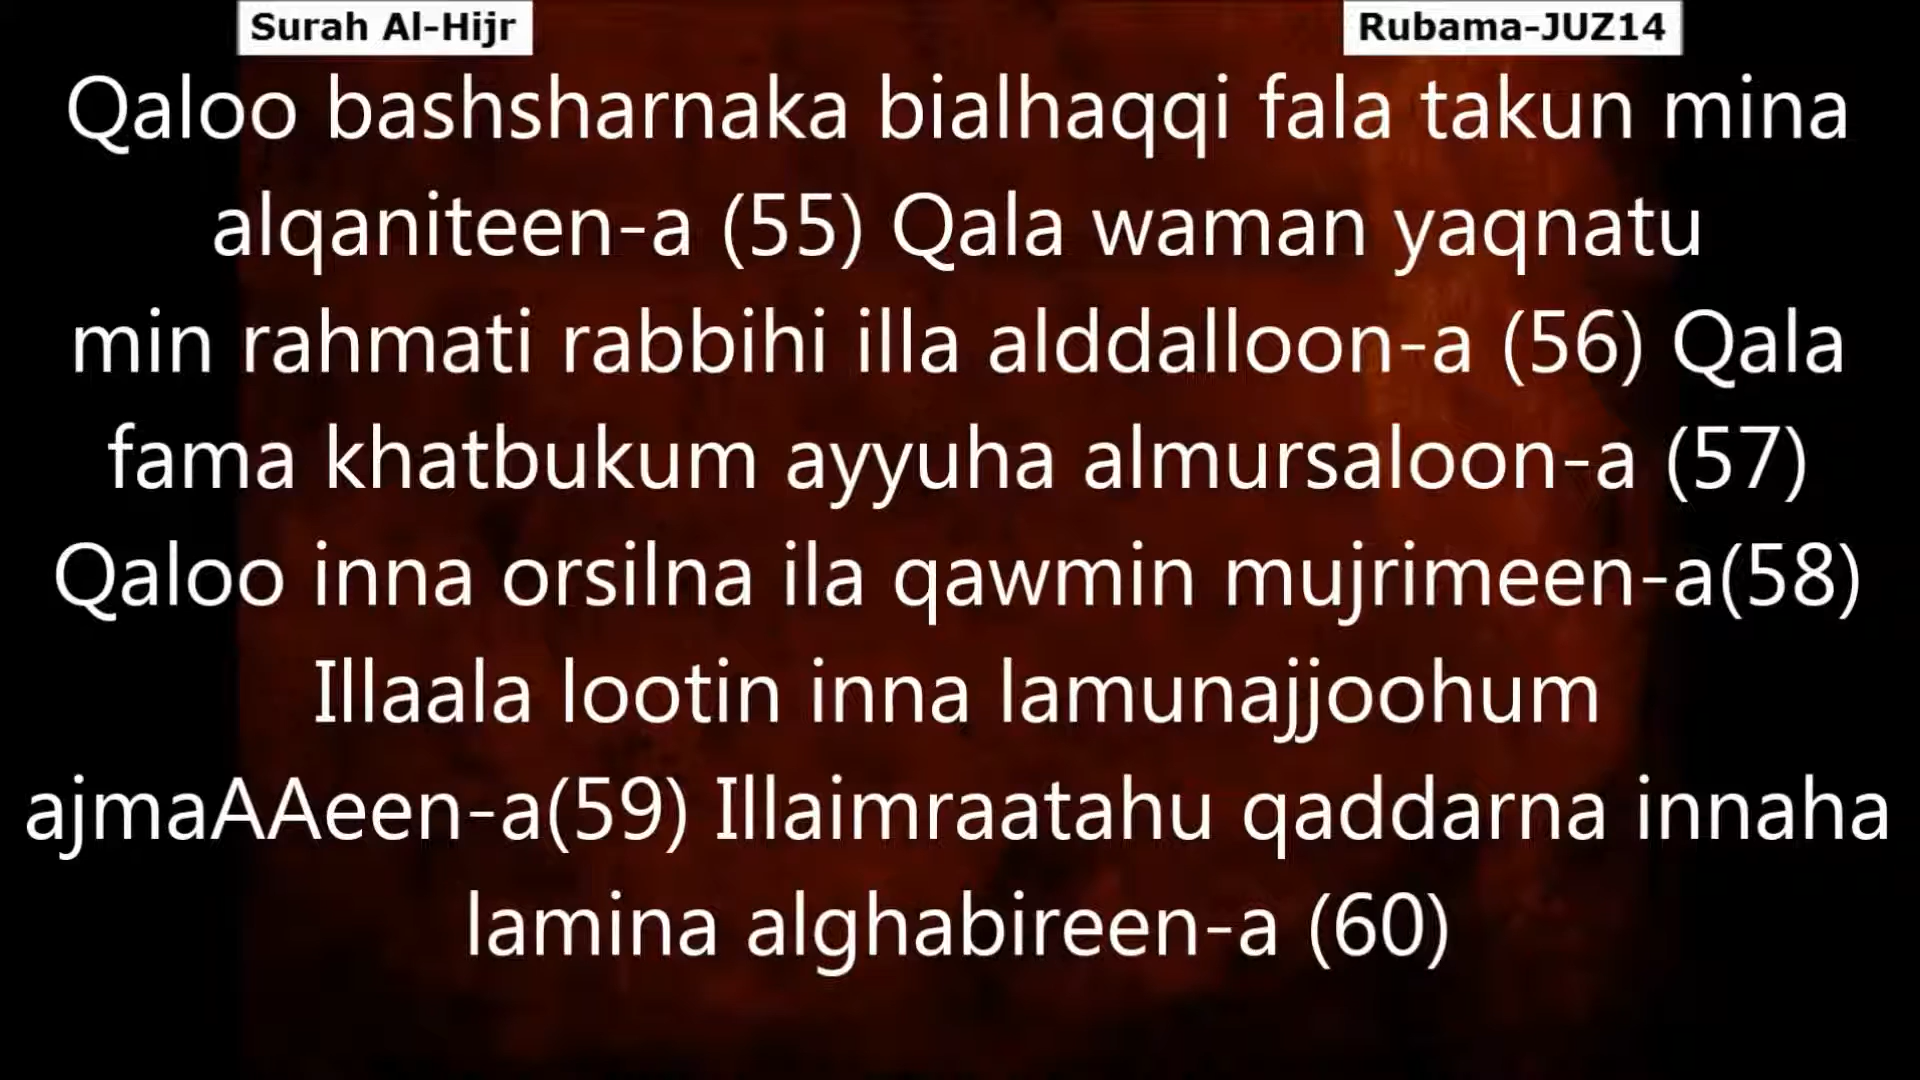 Surah Al-Hijr
Rubama-JUZ14
Qaloo bashsharnaka bialhaqqi fala takun mina
alqaniteen-a (55) Qala waman yaqnatu
min rahmati rabbihi illa alddalloon-a (56) Qala
fama khatbukum ayyuha almursaloon-a (57)
Qaloo inna orsilna ila qawmin mujrimeen-a(58)
Illaala lootin inna lamunajjoohum
ajmaAAeen-a(59) Illaimraatahu qaddarna innaha
lamina alghabireen-a (60)